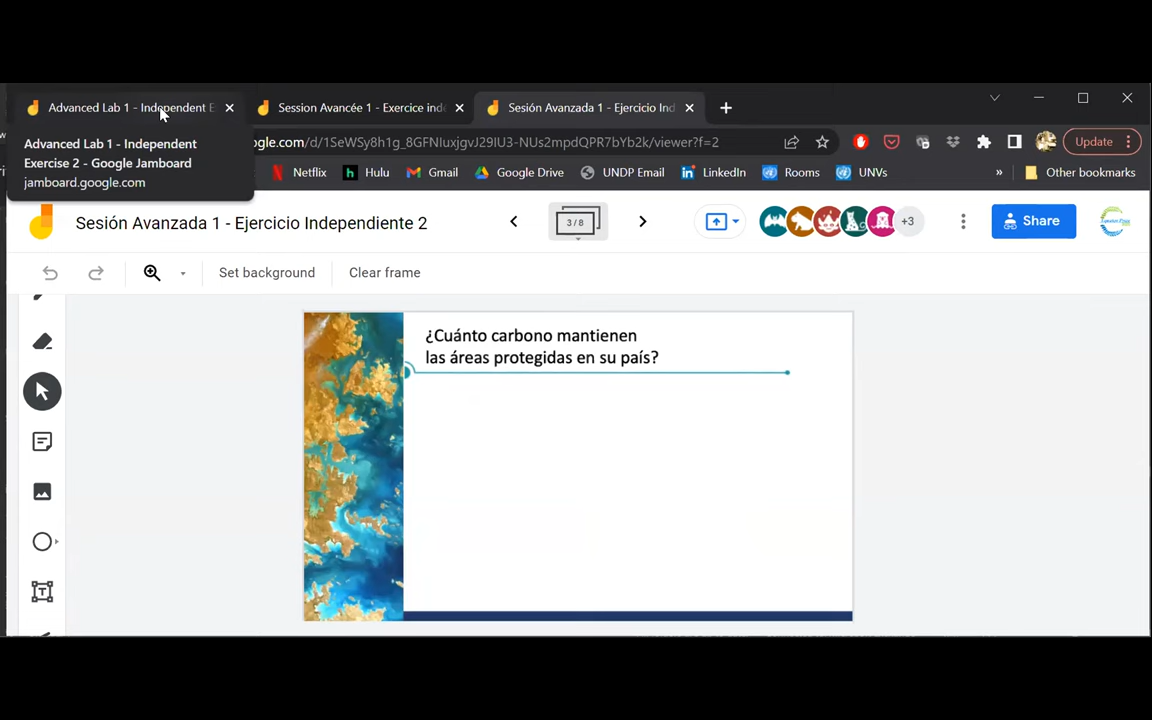 Advanced Lab 1 - Independent E
Session Avancée 1 - Exercice ind
Sesión Avanzada 1 - Ejercicio Ind
Advanced Lab 1 - Independent
Exercise 2 - Google Jamboard
jamboard.google.com
gle.com/d/1SeWSy8h1g_8GFNIuxjgvJ29IU3-NUs2mpdQPR7bYb2k/viewer?f=2
Update
Netflix
h Hulu
Gmail
Google Drive
UNDP Email
in LinkedIn
Rooms
UNVs
»
Other bookmarks
Sesión Avanzada 1 - Ejercicio Independiente 2
3/8
+3
Share
Set background
Clear frame
¿Cuánto carbono mantienen
las áreas protegidas en su país?